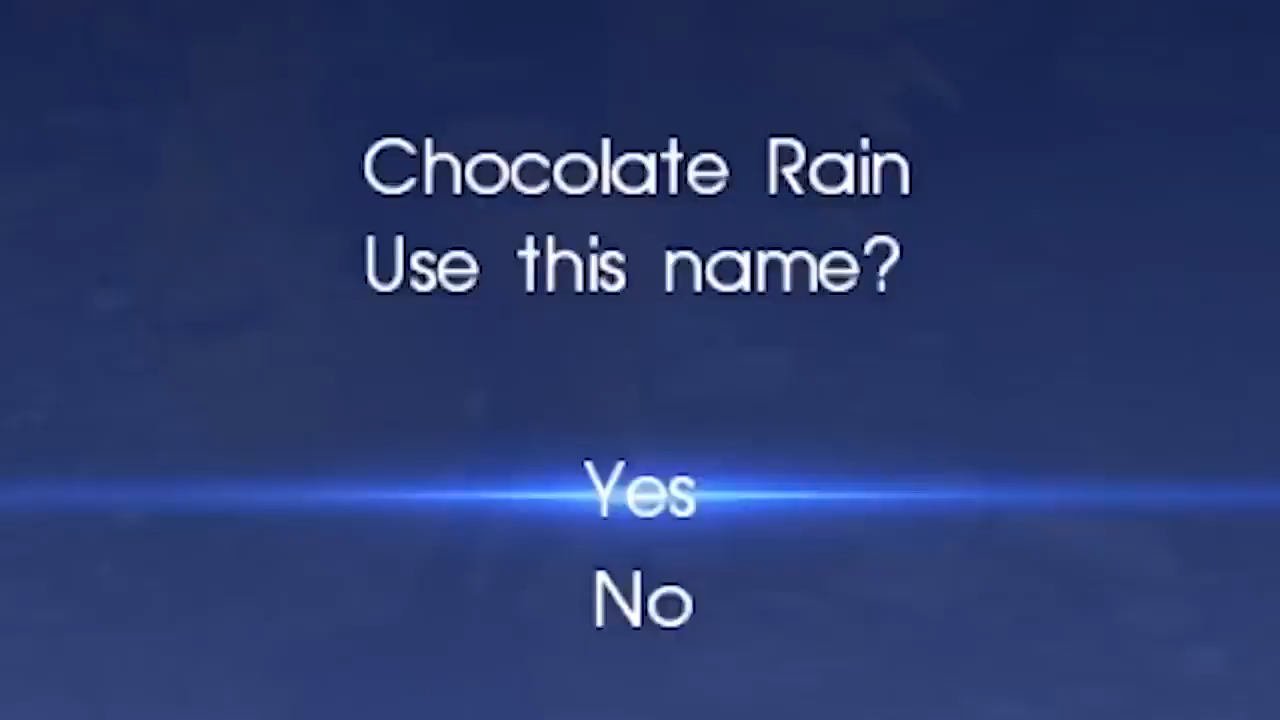 Chocolate Rain
Use this name?
Yes
No